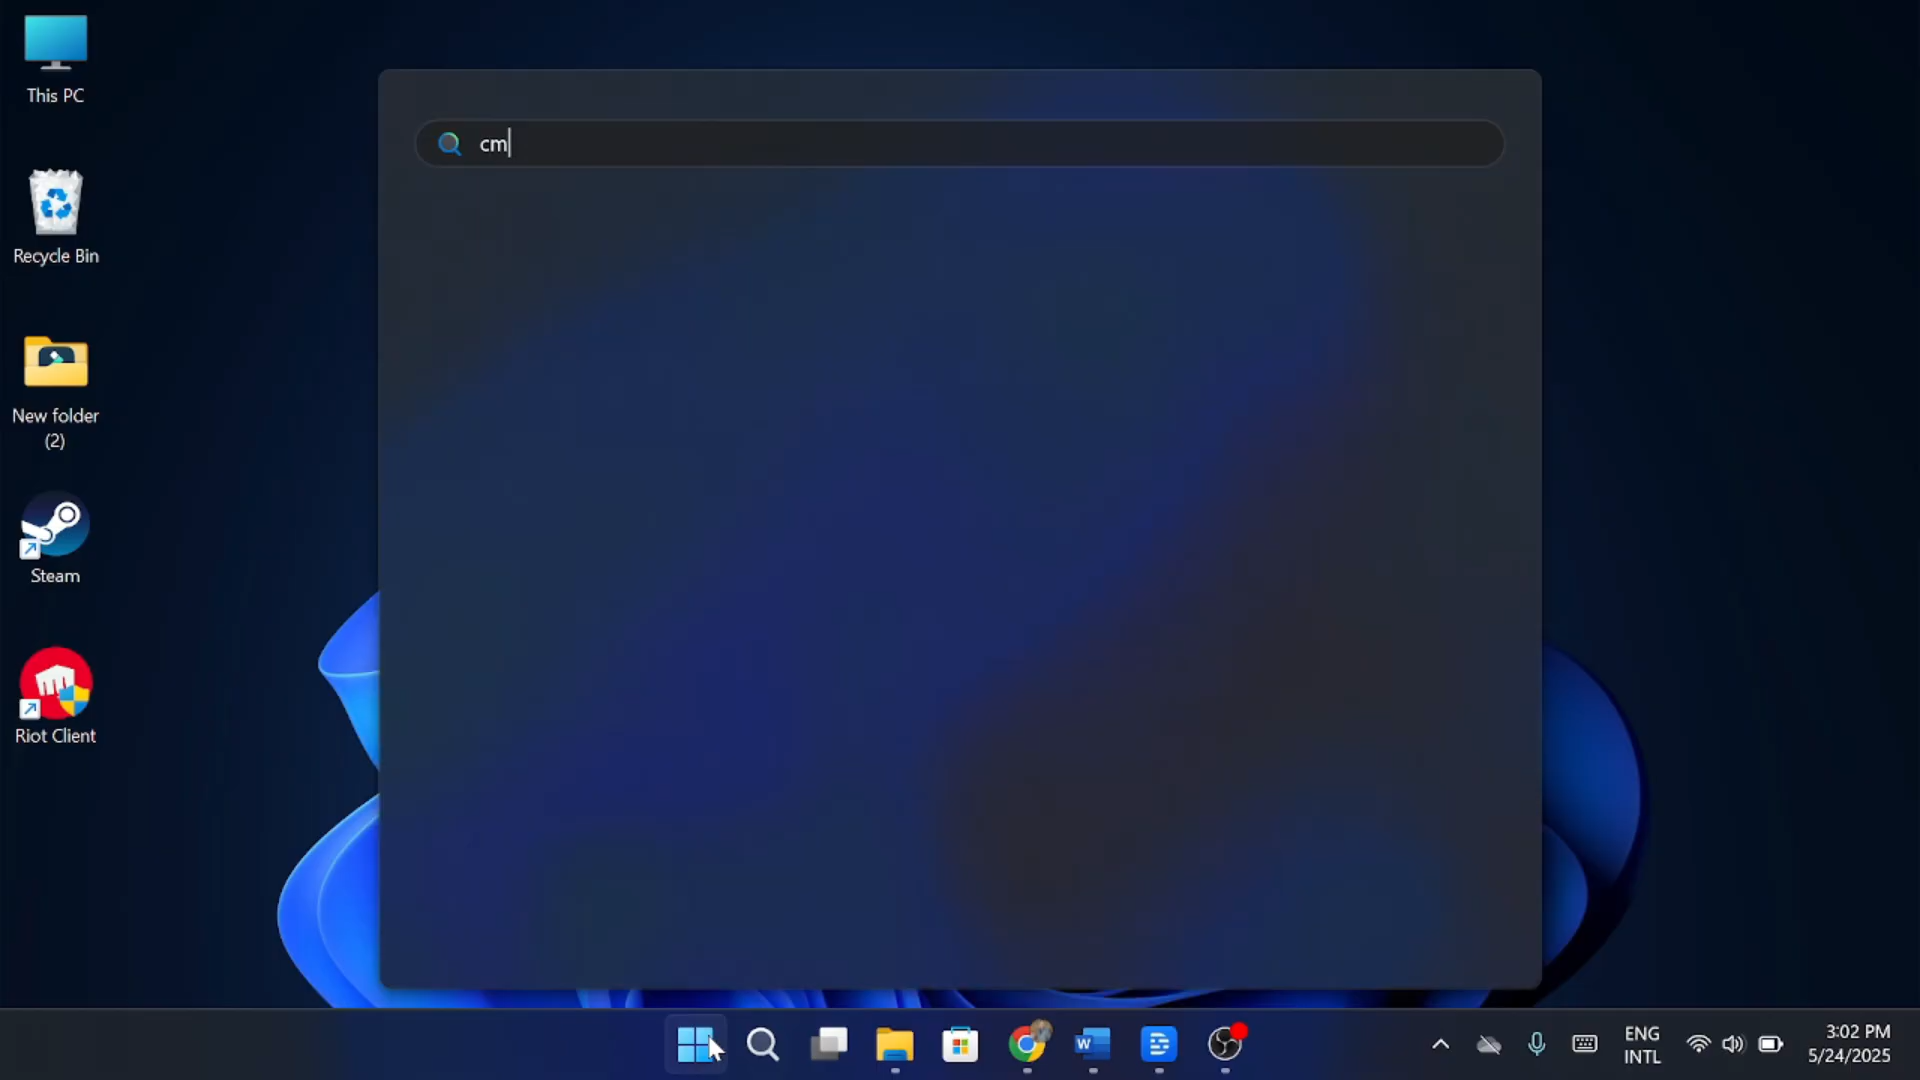 This PC
Recycle Bin
New folder
(2)
Steam
Riot Client
cm
W
ENG
INTL
3:02 PM
5/24/2025